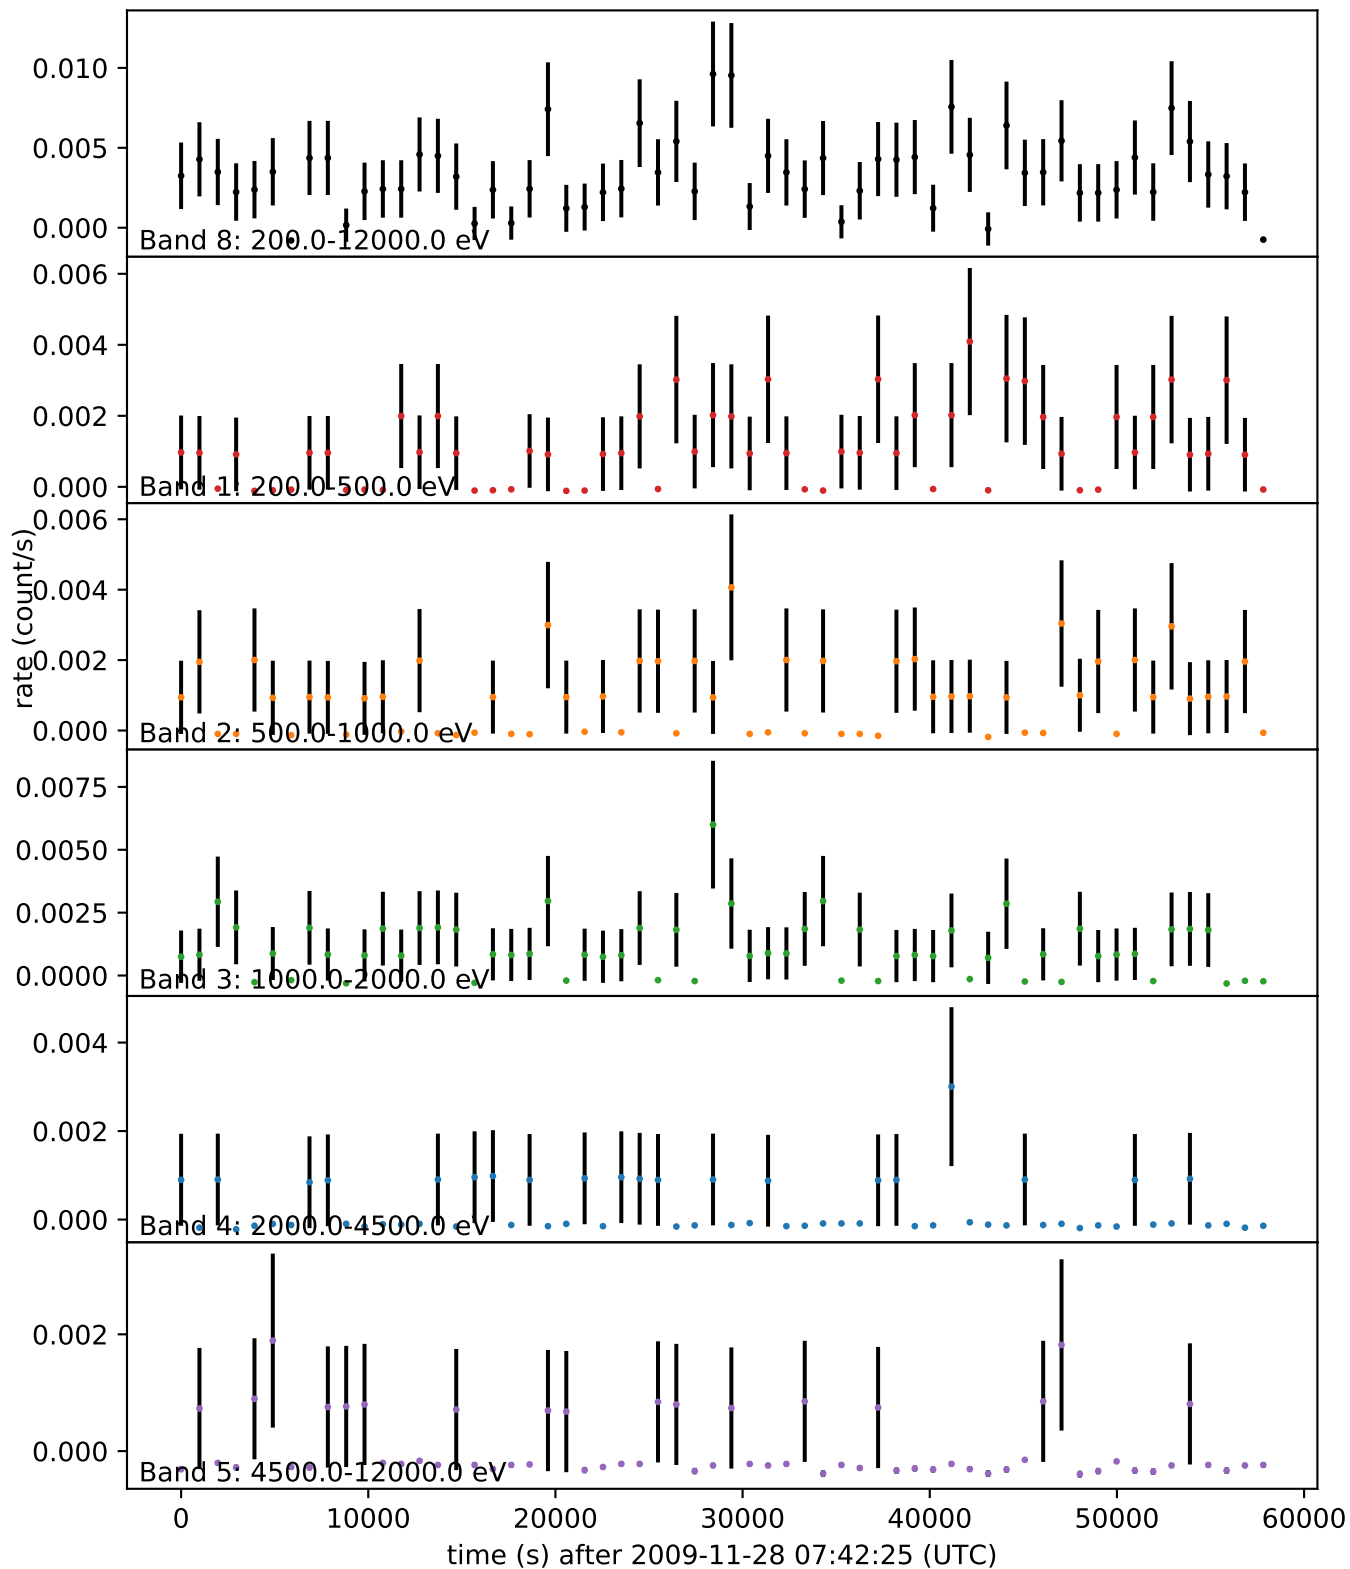 0.010
0.005
0.000
Band 8: 200.0-12000.0 eV
0.006
0.004
0.002
0.000
Band 1: 200.0-500.0 eV
rate (count/s)
0.006
0.004
0.002
0.000
Band 2: 500.0-1000.0 eV
0.0075
0.0050
0.0025
0.0000
Band 3: 1000.0-2000.0 eV
0.004
0.002
0.000
Band 4: 2000.0-4500.0 eV
0.002
0.000
Band 5: 4500.0-12000.0 eV
0 10000 20000 30000 40000 50000 60000
time (s) after 2009-11-28 07:42:25 (UTC)